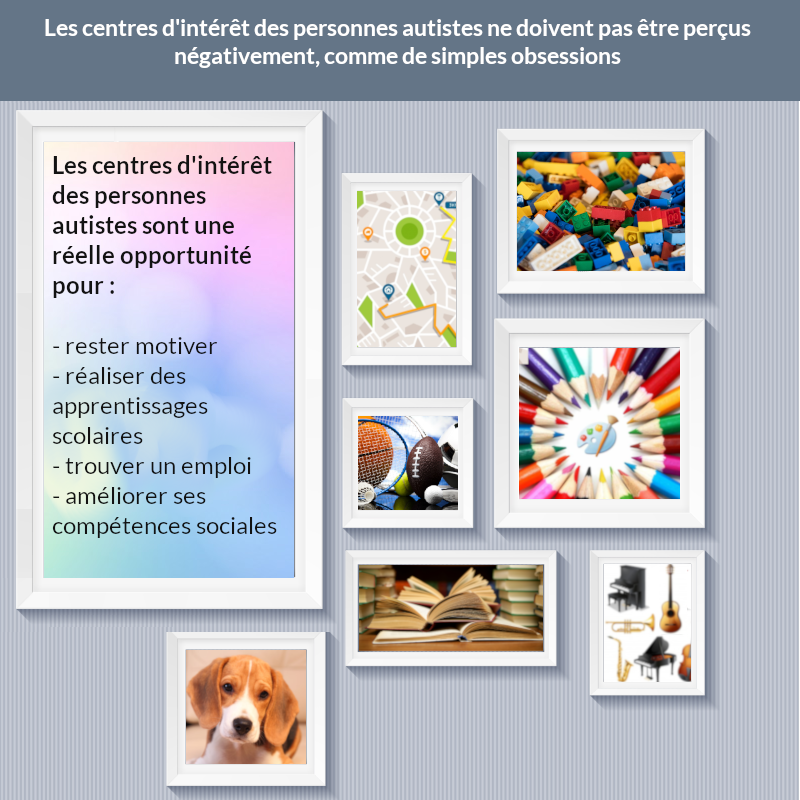 Les centres d'intérêt des personnes autistes ne doivent pas être perçus
négativement, comme de simples obsessions
Les centres d'intérêt
des personnes
autistes sont une
réelle opportunité
pour :
- rester motiver
- réaliser des
apprentissages
scolaires
- trouver un emploi
- améliorer ses
compétences sociales